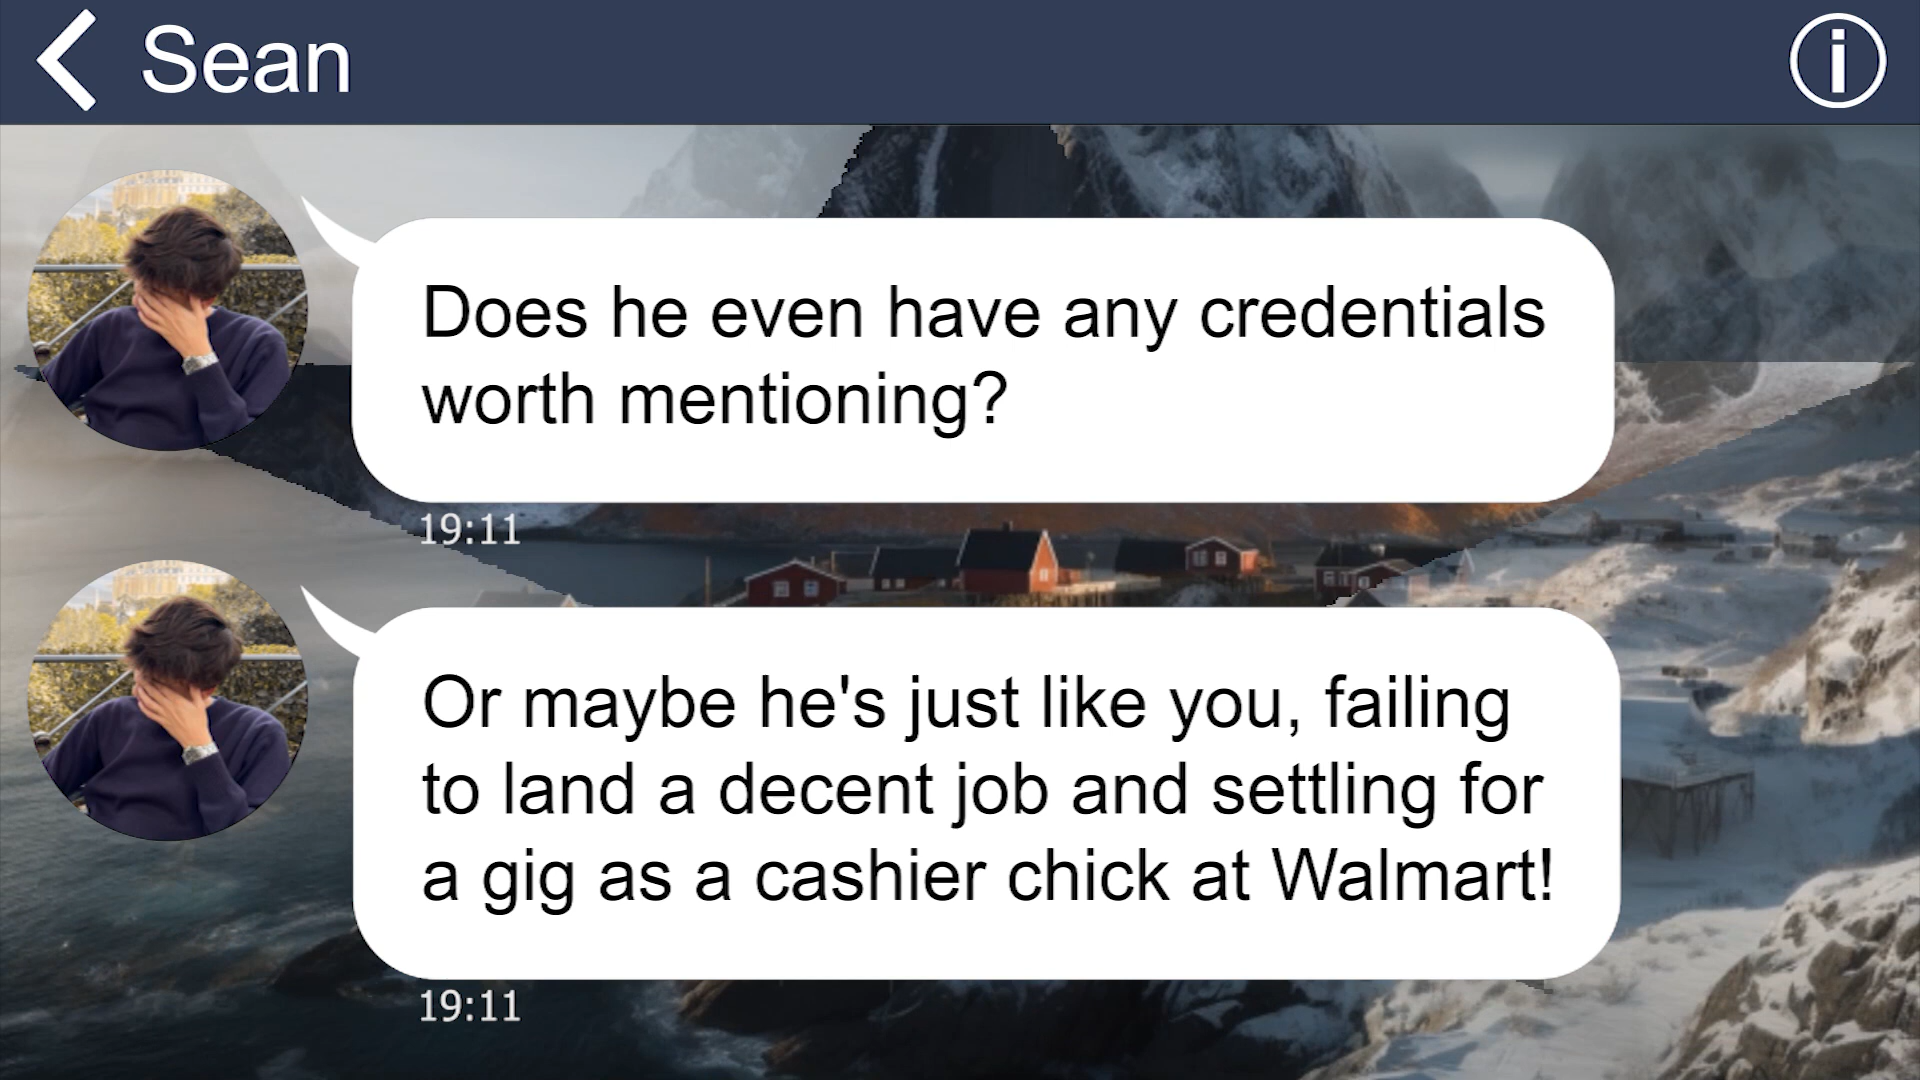 Sean
Does he even have any credentials
worth mentioning?
19:11
Or maybe he's just like you, failing
to land a decent job and settling for
a gig as a cashier chick at Walmart!
19:11